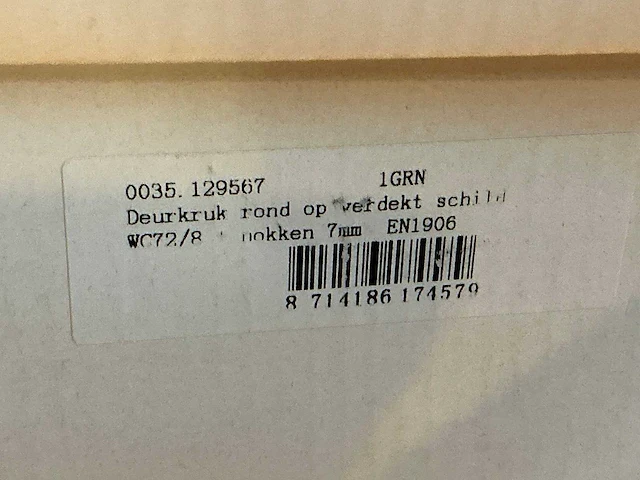 0035.129567 1GRN
Deurkruk rond op verdekt schild
WC72/8 nokken 7mm EN1906
8 714186 174579